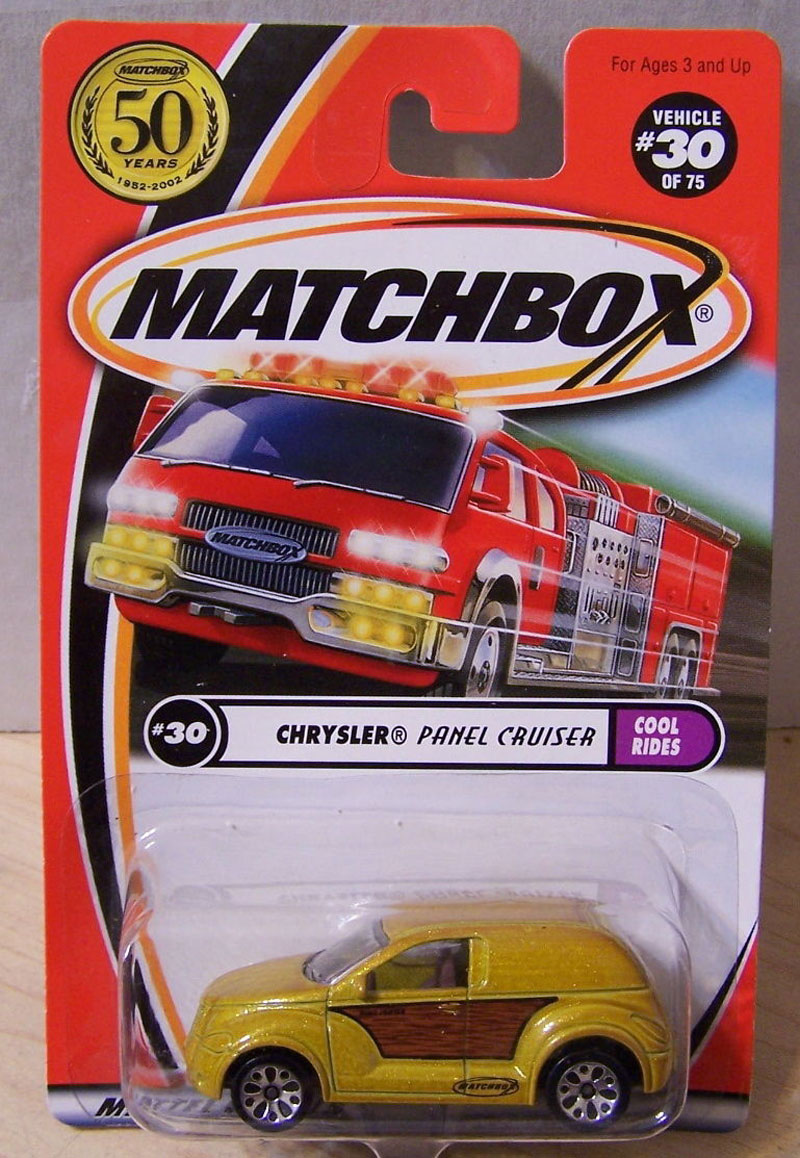 MATCHBOX
50
YEARS
1952-2002
For Ages 3 and Up
VEHICLE
#30
OF 75
MATCHBOX®
MATCHBOX
#30
CHRYSLER® PANEL CRUISER
COOL
RIDES
MATCHBOX
MATTEL